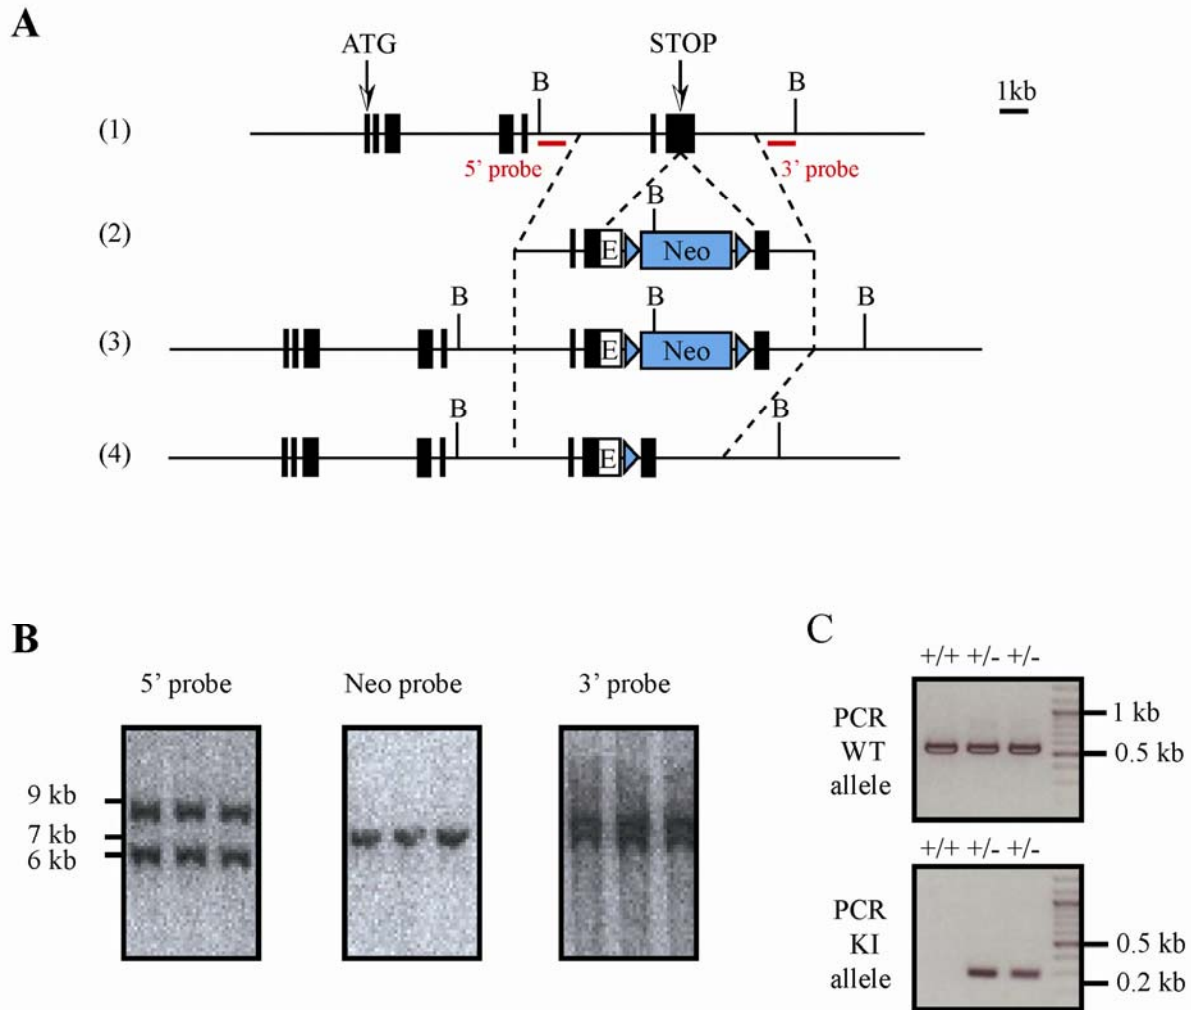 A
ATG
STOP
B
B
1kb
(1)
5’ probe
3’ probe
B
(2)
E
Neo
B
B
B
(3)
E
Neo
B
B
(4)
E
B
5’ probe
Neo probe
3’ probe
9 kb
7 kb
6 kb
C
+/+ +/- +/-
PCR
WT
allele
1 kb
0.5 kb
+/+ +/- +/-
PCR
KI
allele
0.5 kb
0.2 kb